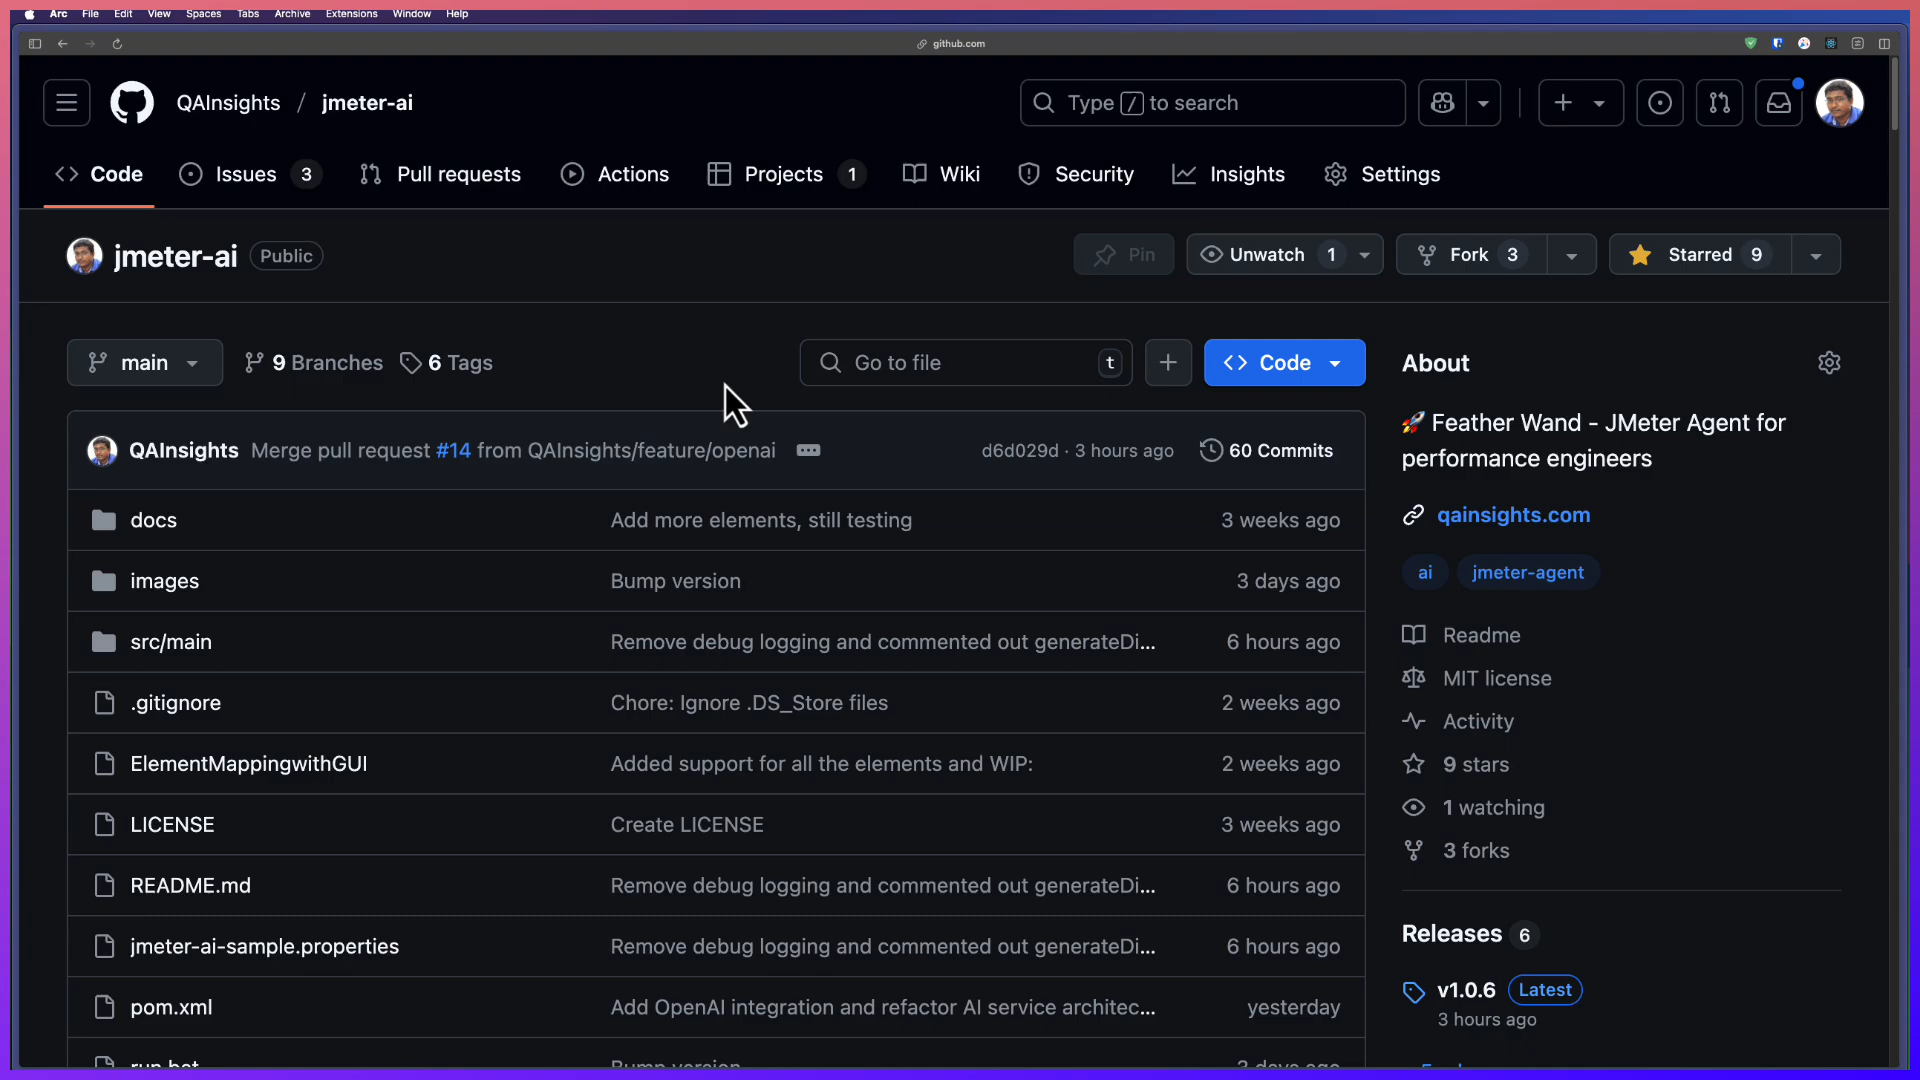 Arc File Edit View Spaces Tabs Archive Extensions Window Help
github.com
QAInsights / jmeter-ai
Type / to search
Code Issues 3 Pull requests Actions Projects 1 Wiki Security Insights Settings
jmeter-ai Public
Pin Unwatch 1 Fork 3 Starred 9
main 9 Branches 6 Tags Go to file t Code
QAInsights Merge pull request #14 from QAInsights/feature/openai d6d029d · 3 hours ago 60 Commits
docs Add more elements, still testing 3 weeks ago
images Bump version 3 days ago
src/main Remove debug logging and commented out generateDi... 6 hours ago
.gitignore Chore: Ignore .DS_Store files 2 weeks ago
ElementMappingwithGUI Added support for all the elements and WIP: 2 weeks ago
LICENSE Create LICENSE 3 weeks ago
README.md Remove debug logging and commented out generateDi... 6 hours ago
jmeter-ai-sample.properties Remove debug logging and commented out generateDi... 6 hours ago
pom.xml Add OpenAI integration and refactor AI service architec... yesterday
run.bat Bump version 3 days ago
About
🚀 Feather Wand - JMeter Agent for
performance engineers
qainsights.com
ai jmeter-agent
Readme
MIT license
Activity
9 stars
1 watching
3 forks
Releases 6
v1.0.6 Latest
3 hours ago